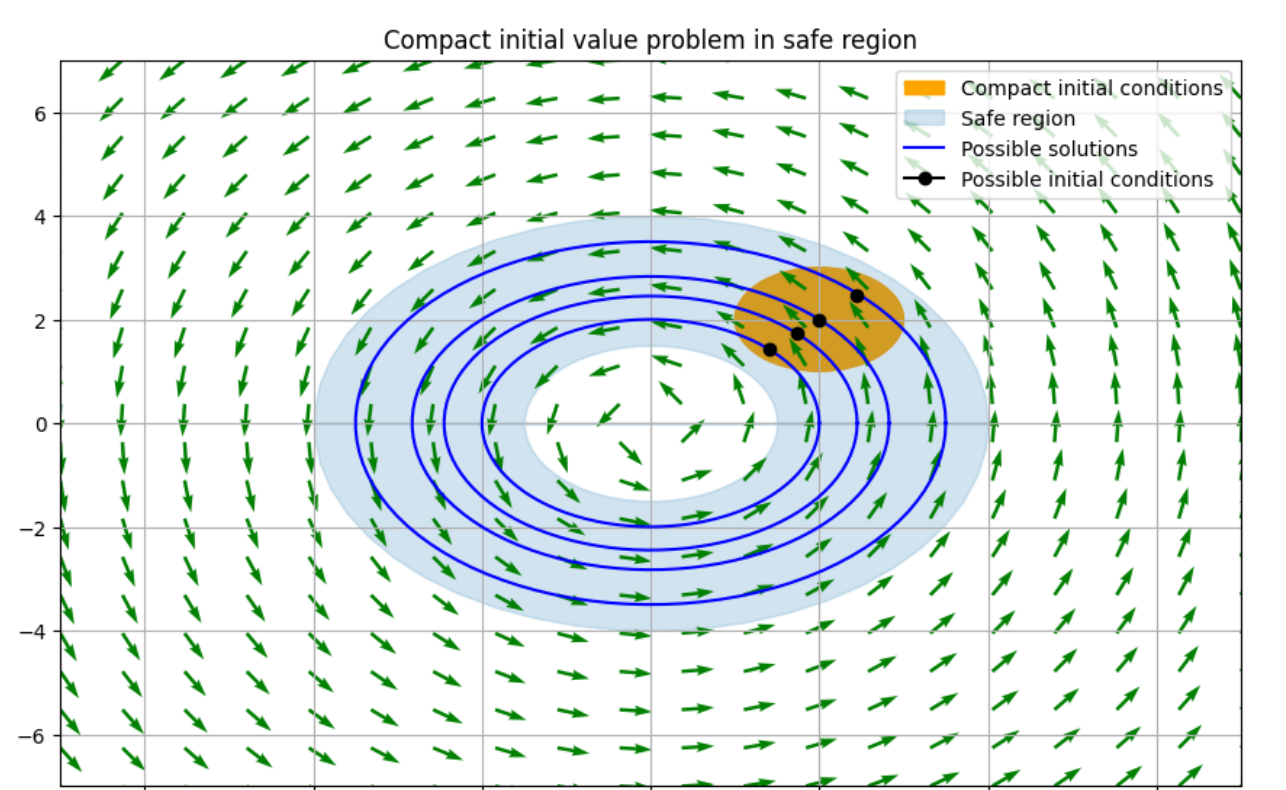 Compact initial value problem in safe region
Compact initial conditions
Safe region
Possible solutions
Possible initial conditions
6
4
2
0
−2
−4
−6